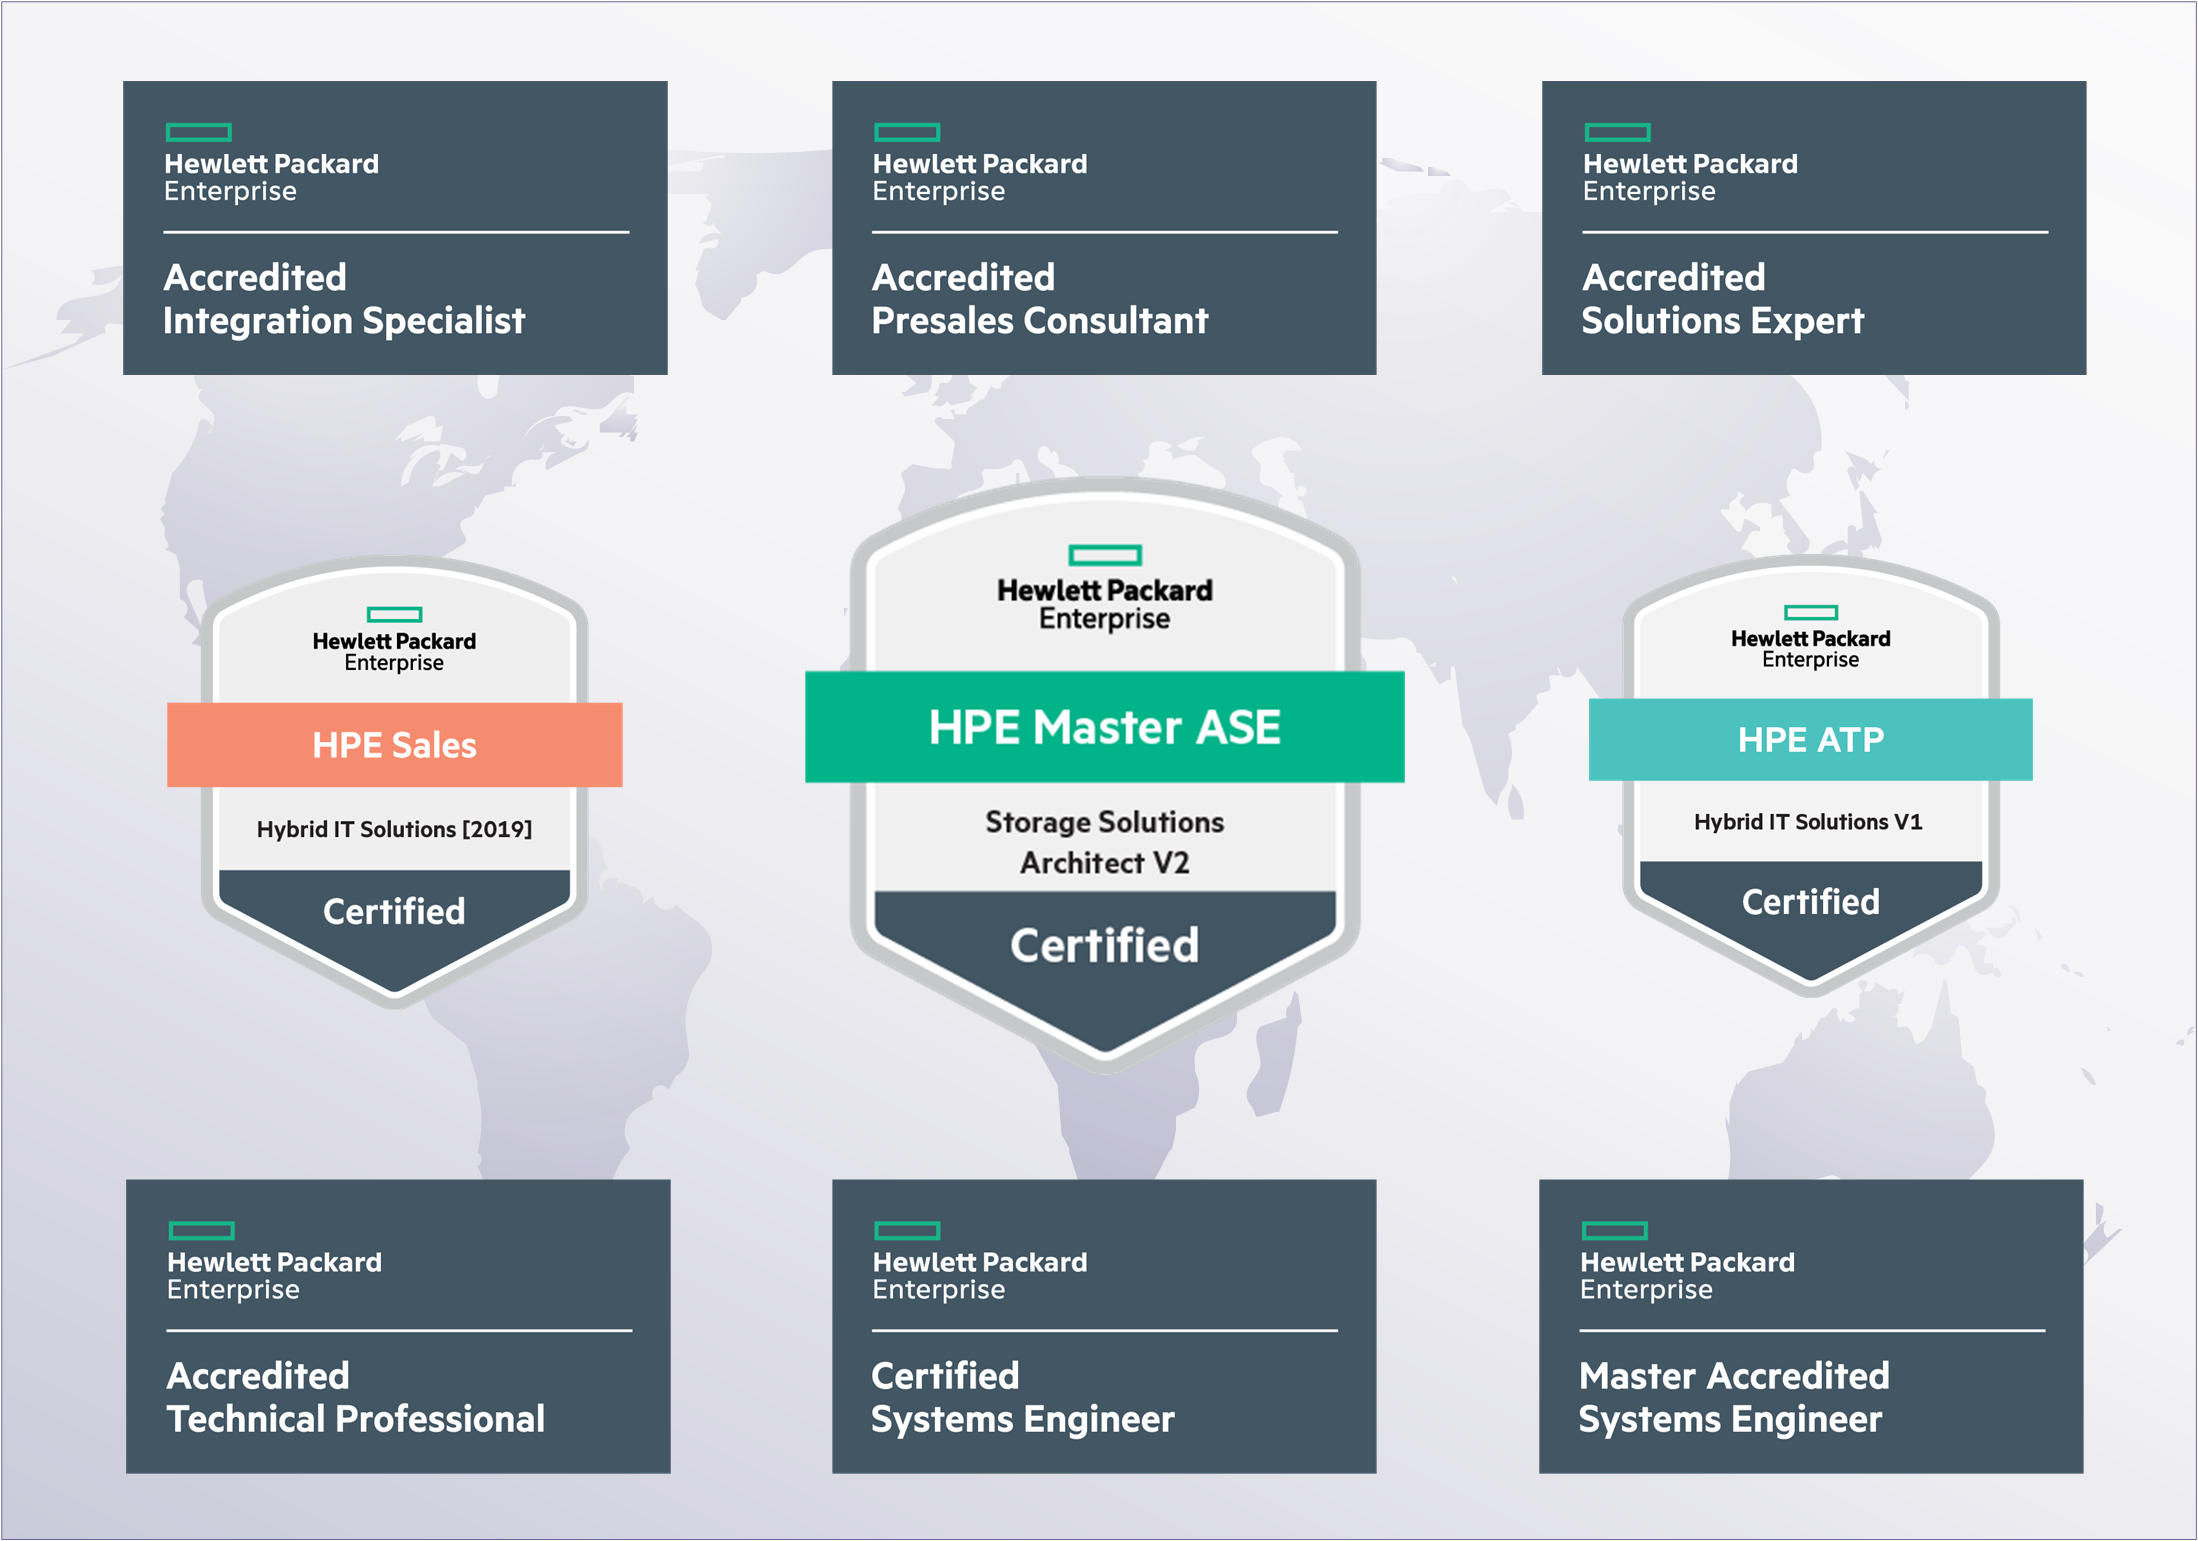 Hewlett Packard
Enterprise
Accredited
Integration Specialist
Hewlett Packard
Enterprise
Accredited
Presales Consultant
Hewlett Packard
Enterprise
Accredited
Solutions Expert
Hewlett Packard
Enterprise
HPE Sales
Hybrid IT Solutions [2019]
Certified
Hewlett Packard
Enterprise
HPE Master ASE
Storage Solutions
Architect V2
Certified
Hewlett Packard
Enterprise
HPE ATP
Hybrid IT Solutions V1
Certified
Hewlett Packard
Enterprise
Accredited
Technical Professional
Hewlett Packard
Enterprise
Certified
Systems Engineer
Hewlett Packard
Enterprise
Master Accredited
Systems Engineer